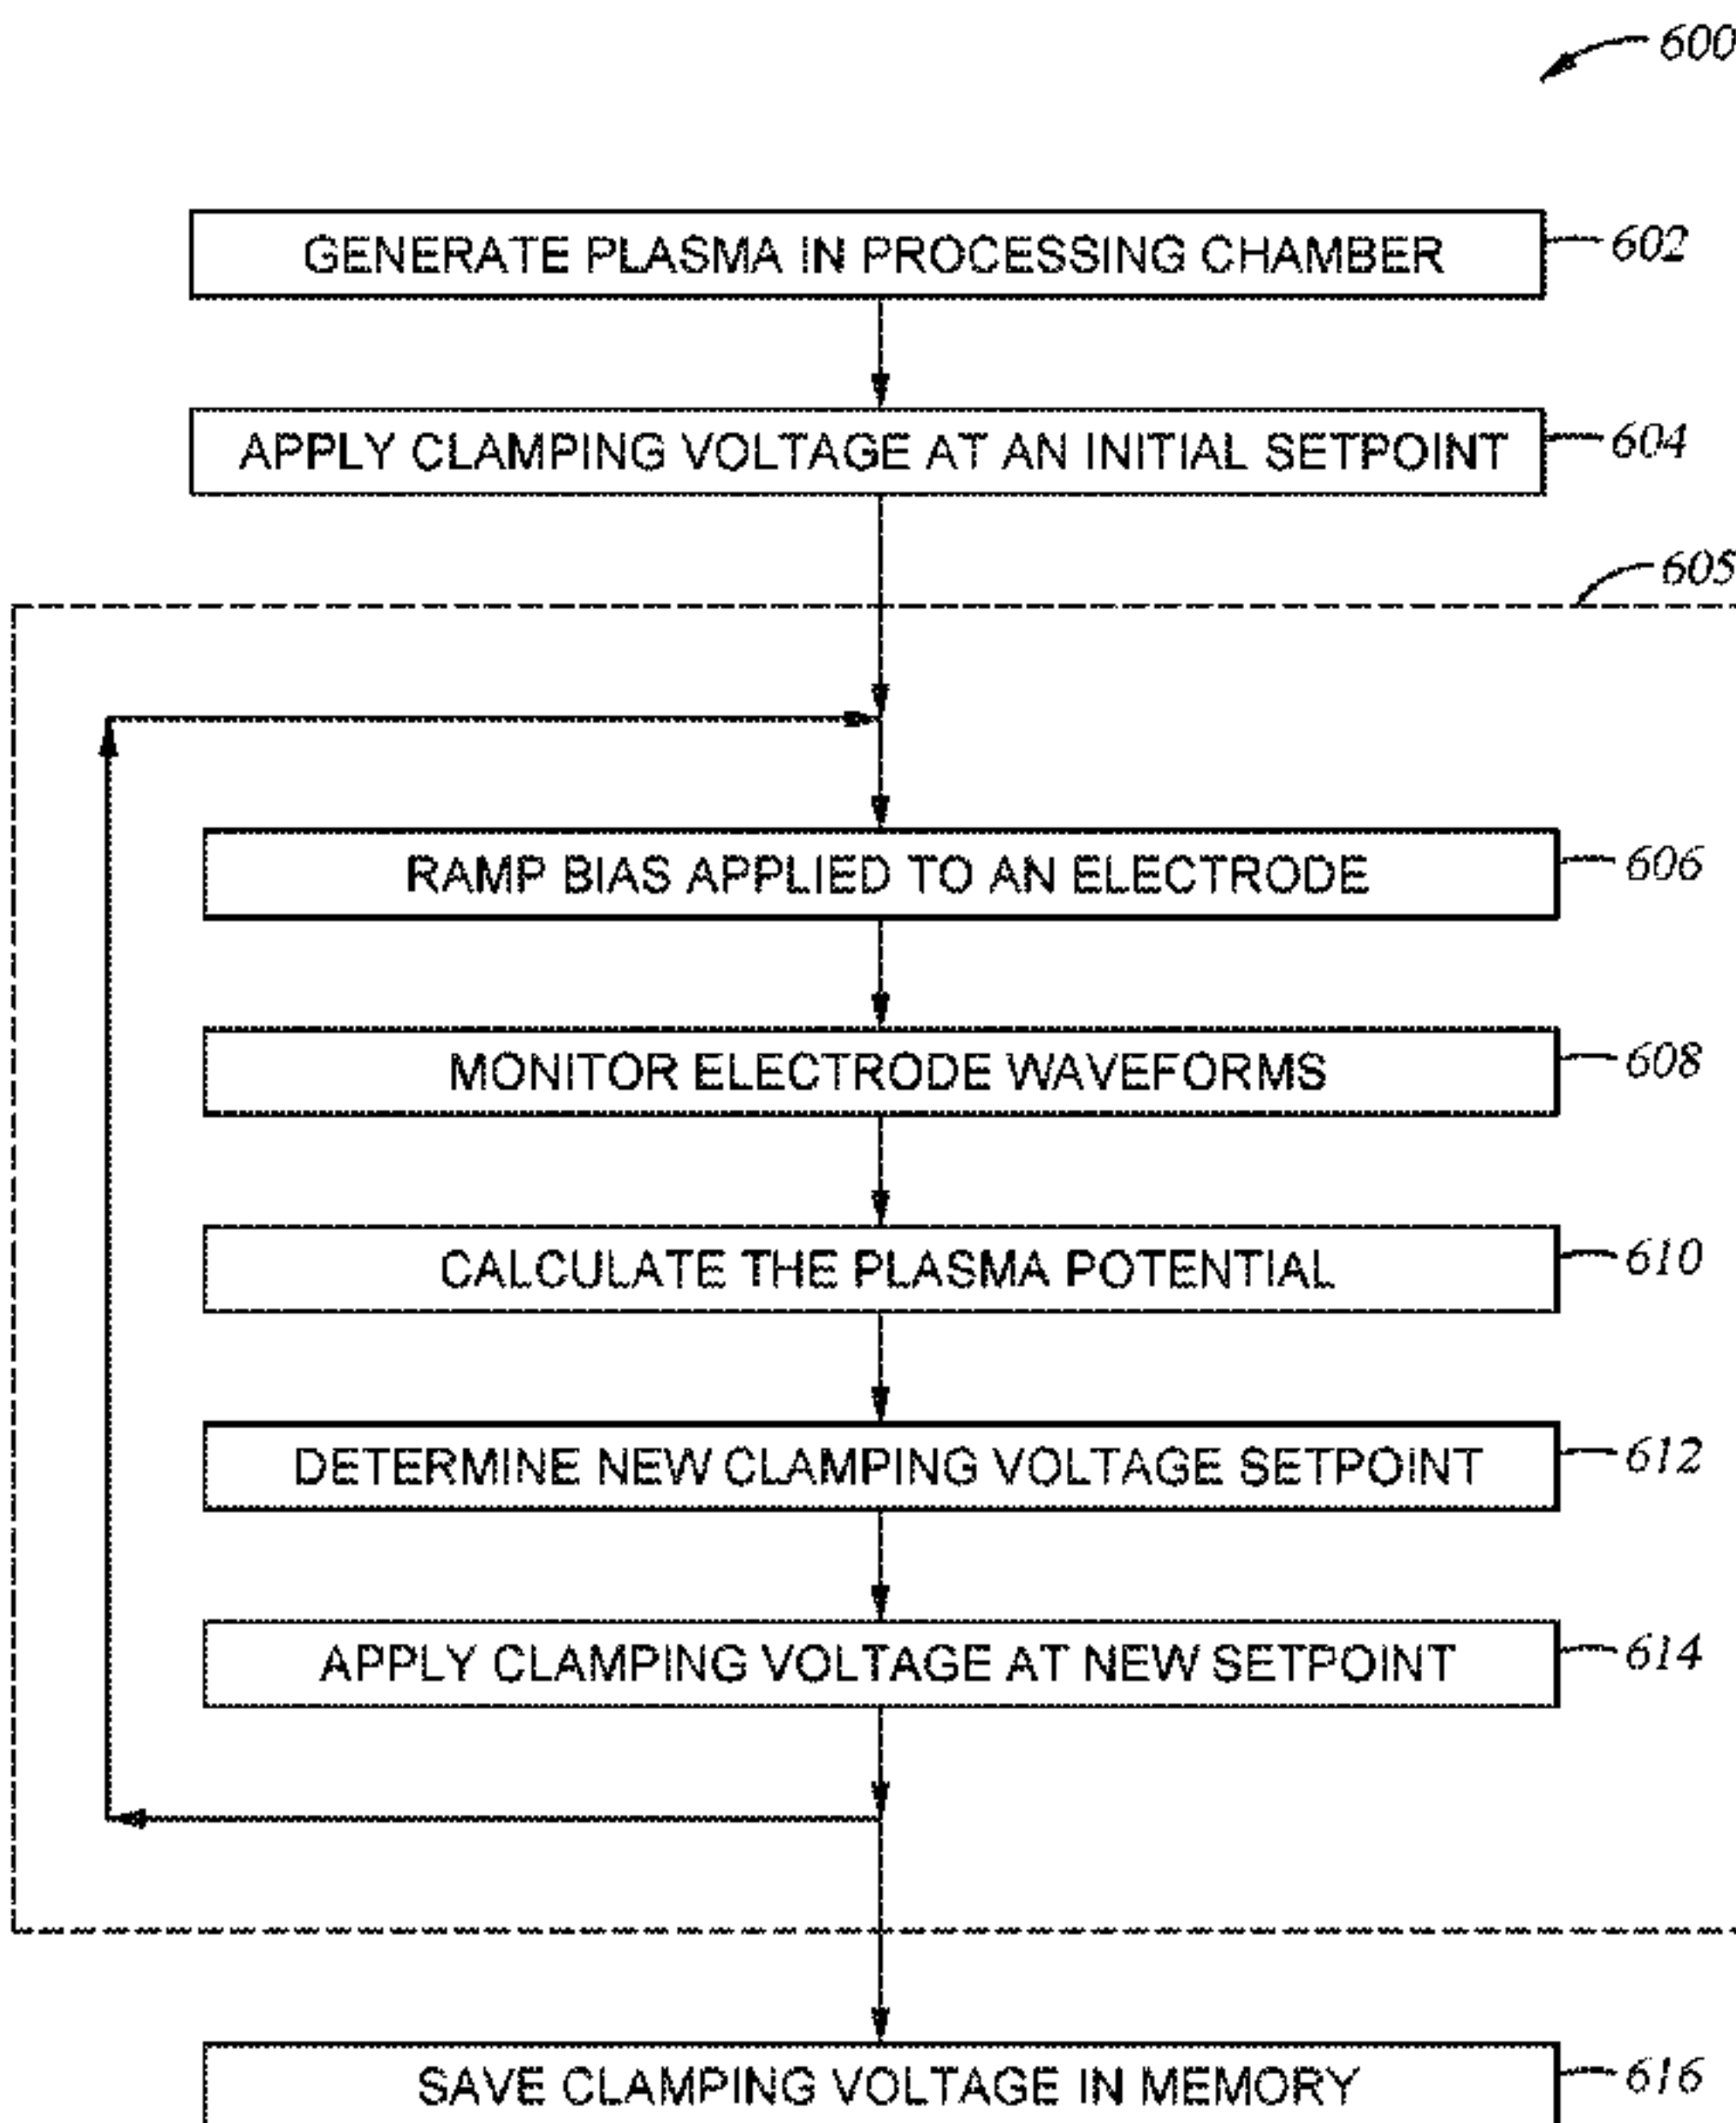 600
GENERATE PLASMA IN PROCESSING CHAMBER 602
APPLY CLAMPING VOLTAGE AT AN INITIAL SETPOINT 604
605
RAMP BIAS APPLIED TO AN ELECTRODE 606
MONITOR ELECTRODE WAVEFORMS 608
CALCULATE THE PLASMA POTENTIAL 610
DETERMINE NEW CLAMPING VOLTAGE SETPOINT 612
APPLY CLAMPING VOLTAGE AT NEW SETPOINT 614
SAVE CLAMPING VOLTAGE IN MEMORY 616